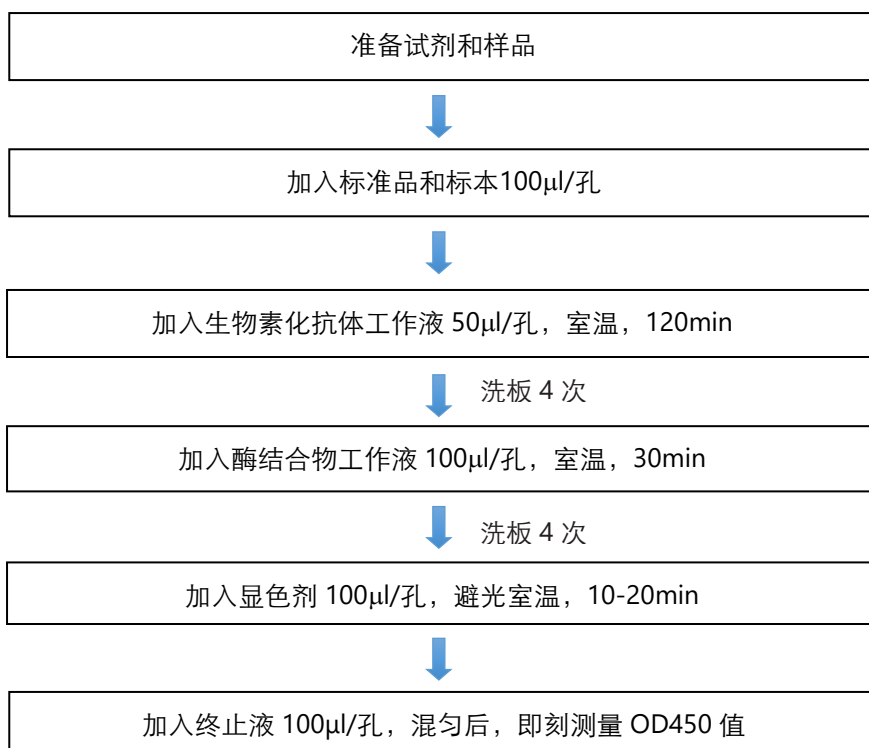 准备试剂和样品
加入标准品和标本100μl/孔
加入生物素化抗体工作液 50μl/孔，室温，120min
洗板 4 次
加入酶结合物工作液 100μl/孔，室温，30min
洗板 4 次
加入显色剂 100μl/孔，避光室温，10-20min
加入终止液 100μl/孔，混匀后，即刻测量 OD450 值